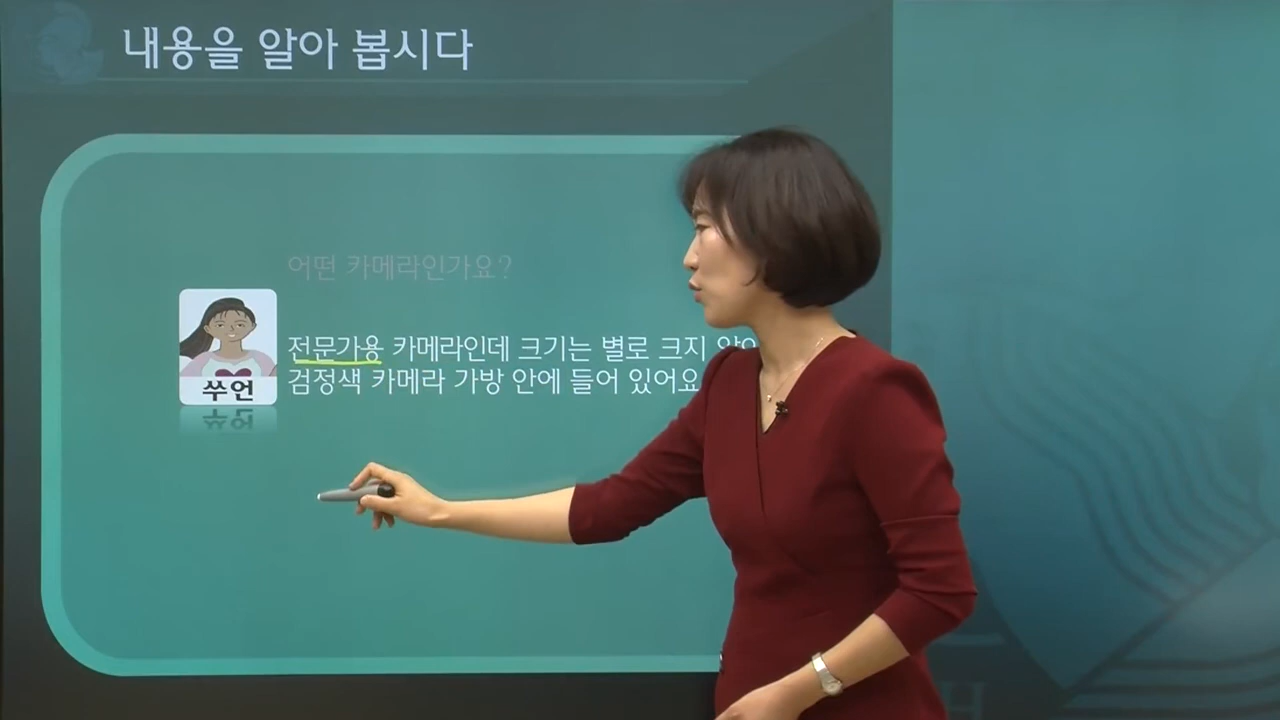 내용을 알아 봅시다
어떤 카메라인가요?
전문가용 카메라인데 크기는 별로 크지
검정색 카메라 가방 안에 들어 있어요
쑤언